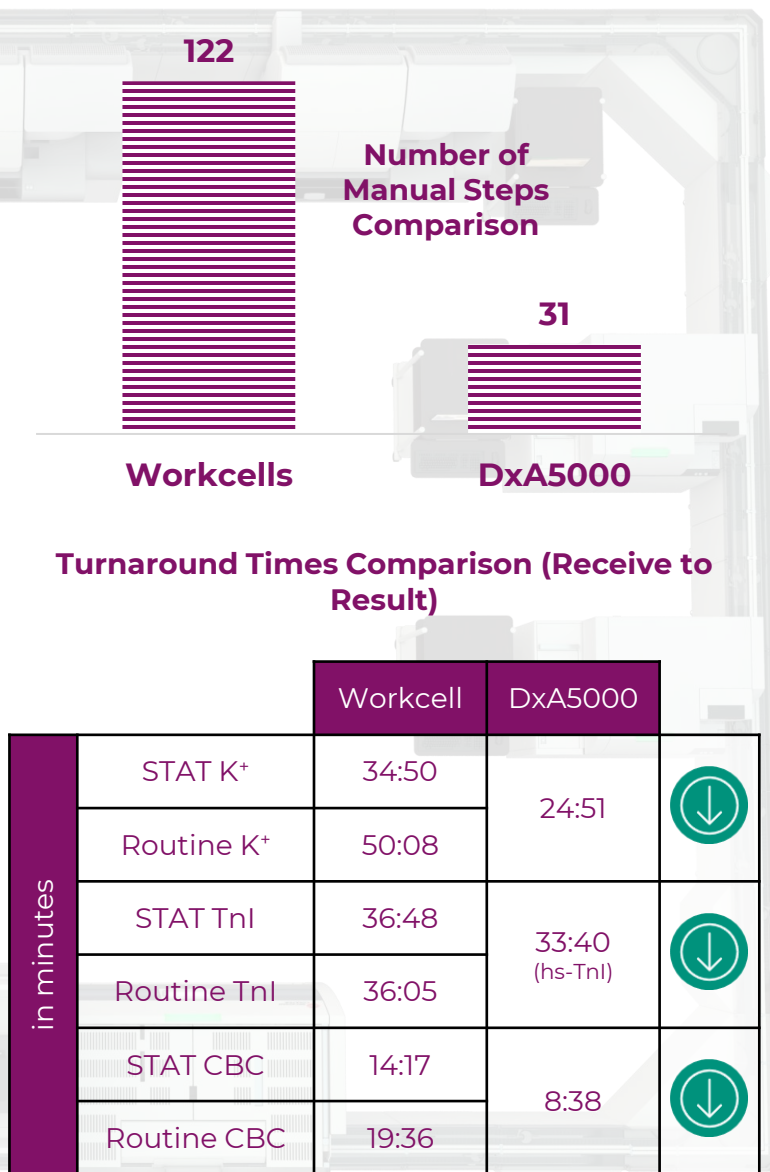 122
Number of
Manual Steps
Comparison
31
Workcells
DxA5000
Turnaround Times Comparison (Receive to
Result)
Workcell
DxA5000
in minutes
STAT K⁺
34:50
24:51
Routine K⁺
50:08
STAT TnI
36:48
33:40
(hs-TnI)
Routine TnI
36:05
STAT CBC
14:17
8:38
Routine CBC
19:36